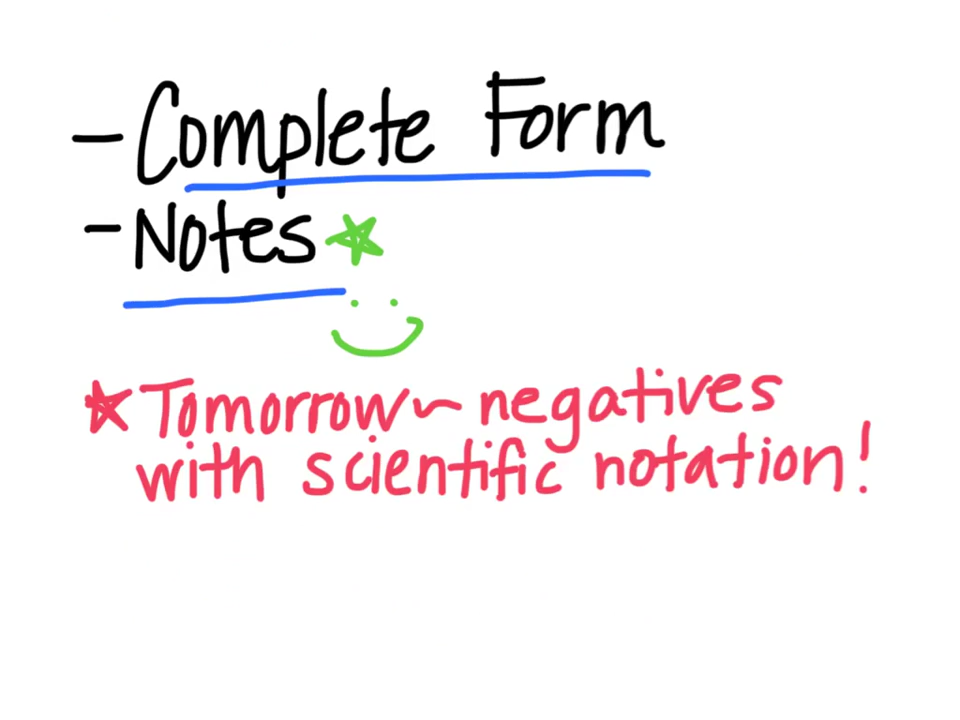 - Complete Form
- Notes
Tomorrow~ negatives
with scientific notation!